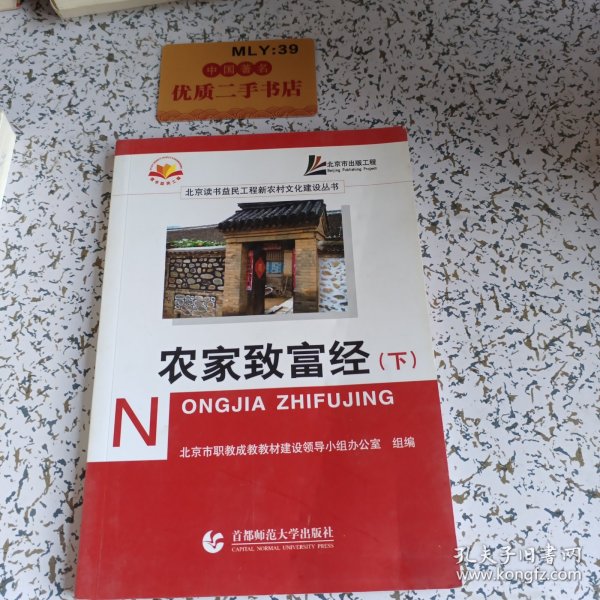 MLY:39
中国著名
优质二手书店
北京市出版工程
Beijing Publishing Project
北京读书益民工程新农村文化建设丛书
农家致富经(下)
NONGJIA ZHIFUJING
北京市职教成教教材建设领导小组办公室 组编
首都师范大学出版社
CAPITAL NORMAL UNIVERSITY PRESS
孔夫子旧书网
www.kongfz.com